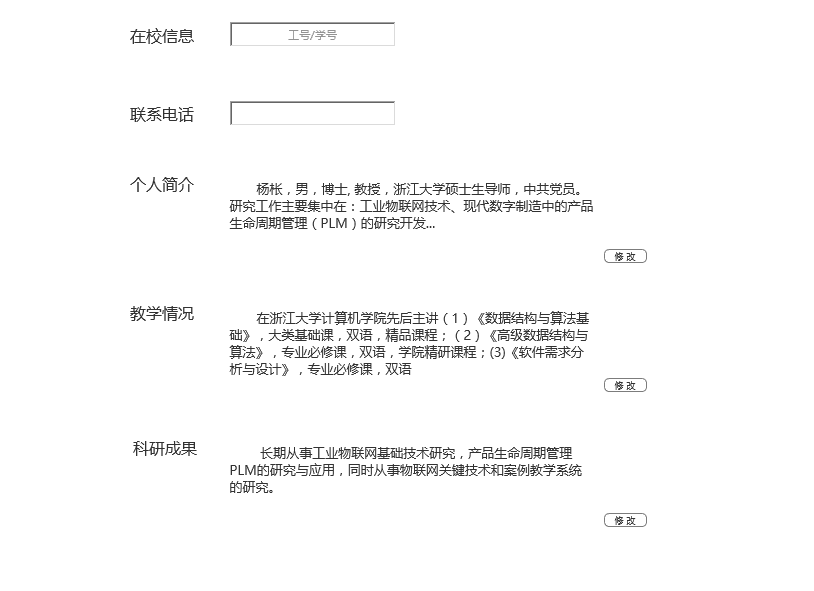 在校信息 工号/学号
联系电话
个人简介
杨枨，男，博士, 教授，浙江大学硕士生导师，中共党员。
研究工作主要集中在：工业物联网技术、现代数字制造中的产品
生命周期管理（PLM）的研究开发...
修改
教学情况
在浙江大学计算机学院先后主讲（1）《数据结构与算法基
础》，大类基础课，双语，精品课程；（2）《高级数据结构与
算法》，专业必修课，双语，学院精研课程；(3)《软件需求分
析与设计》，专业必修课，双语
修改
科研成果
长期从事工业物联网基础技术研究，产品生命周期管理
PLM的研究与应用，同时从事物联网关键技术和案例教学系统
的研究。
修改